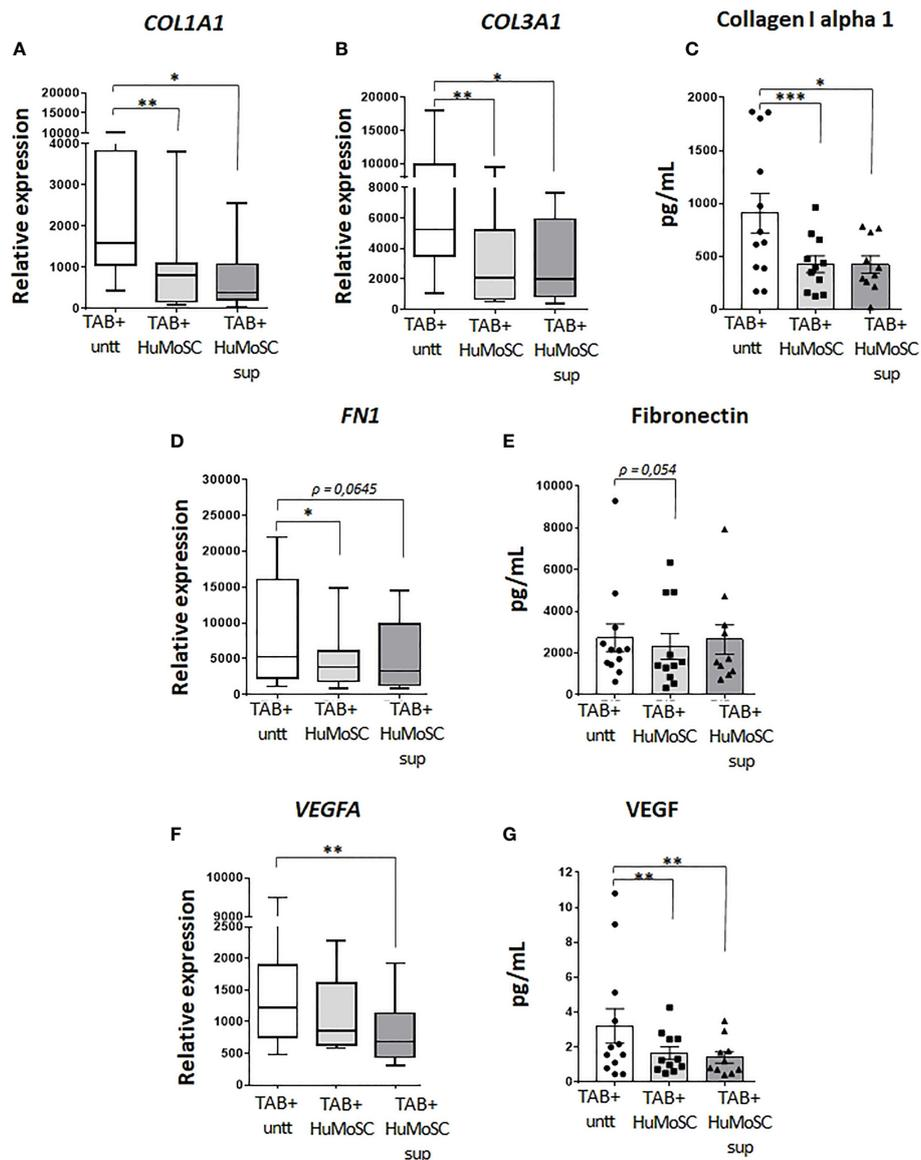 COL1A1
COL3A1
Collagen I alpha 1
A
B
C
Relative expression
20000
15000
10000
4000
3000
2000
1000
0
*
**
TAB+
untt
TAB+
HuMoSC
TAB+
HuMoSC
sup
Relative expression
20000
15000
10000
8000
6000
4000
2000
0
*
**
TAB+
untt
TAB+
HuMoSC
TAB+
HuMoSC
sup
pg/mL
2000
1500
1000
500
0
*
***
TAB+
untt
TAB+
HuMoSC
TAB+
HuMoSC
sup
FN1
Fibronectin
D
E
Relative expression
30000
25000
20000
15000
10000
5000
0
ρ = 0,0645
*
TAB+
untt
TAB+
HuMoSC
TAB+
HuMoSC
sup
pg/mL
10000
8000
6000
4000
2000
0
ρ = 0,054
TAB+
untt
TAB+
HuMoSC
TAB+
HuMoSC
sup
VEGFA
VEGF
F
G
Relative expression
10000
9000
2500
2000
1500
1000
500
0
**
TAB+
untt
TAB+
HuMoSC
TAB+
HuMoSC
sup
pg/mL
12
10
8
6
4
2
0
**
**
TAB+
untt
TAB+
HuMoSC
TAB+
HuMoSC
sup